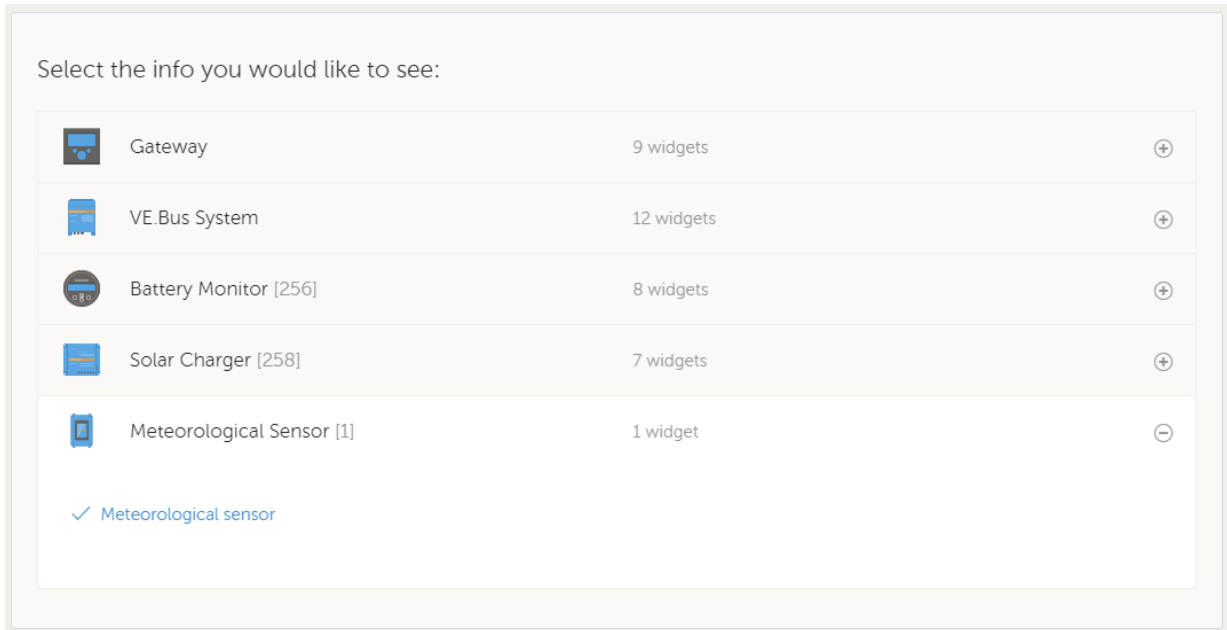 Select the info you would like to see:
Gateway 9 widgets
VE.Bus System 12 widgets
Battery Monitor [256] 8 widgets
Solar Charger [258] 7 widgets
Meteorological Sensor [1] 1 widget
Meteorological sensor